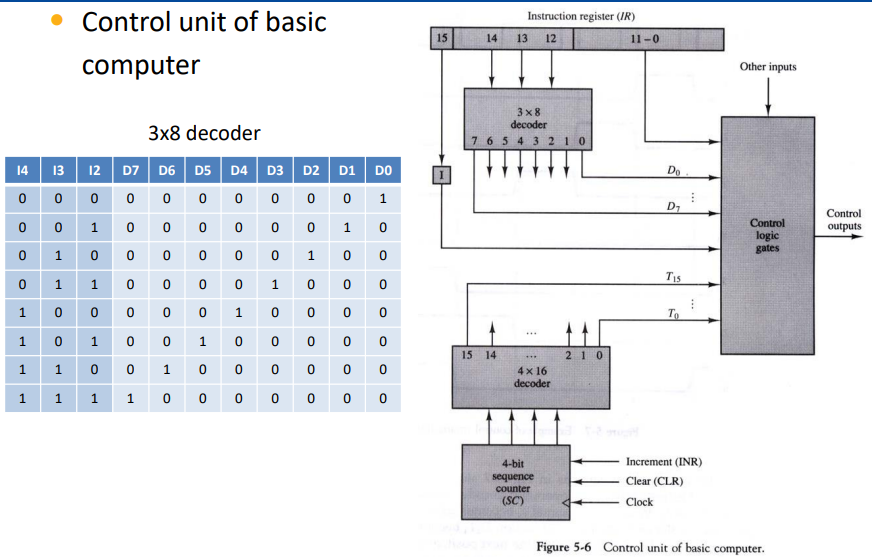 Control unit of basic
computer
3x8 decoder
I4 I3 I2 D7 D6 D5 D4 D3 D2 D1 D0
0 0 0 0 0 0 0 0 0 0 1
0 0 1 0 0 0 0 0 0 1 0
0 1 0 0 0 0 0 0 1 0 0
0 1 1 0 0 0 0 1 0 0 0
1 0 0 0 0 0 1 0 0 0 0
1 0 1 0 0 1 0 0 0 0 0
1 1 0 0 1 0 0 0 0 0 0
1 1 1 1 0 0 0 0 0 0 0
Instruction register (IR)
15 14 13 12 11 – 0
Other inputs
3 × 8
decoder
7 6 5 4 3 2 1 0
I
D0
⋮
D7
Control
logic
gates
Control
outputs
T15
⋮
T0
...
15 14 ... 2 1 0
4 × 16
decoder
4-bit
sequence
counter
(SC)
Increment (INR)
Clear (CLR)
Clock
Figure 5-6 Control unit of basic computer.